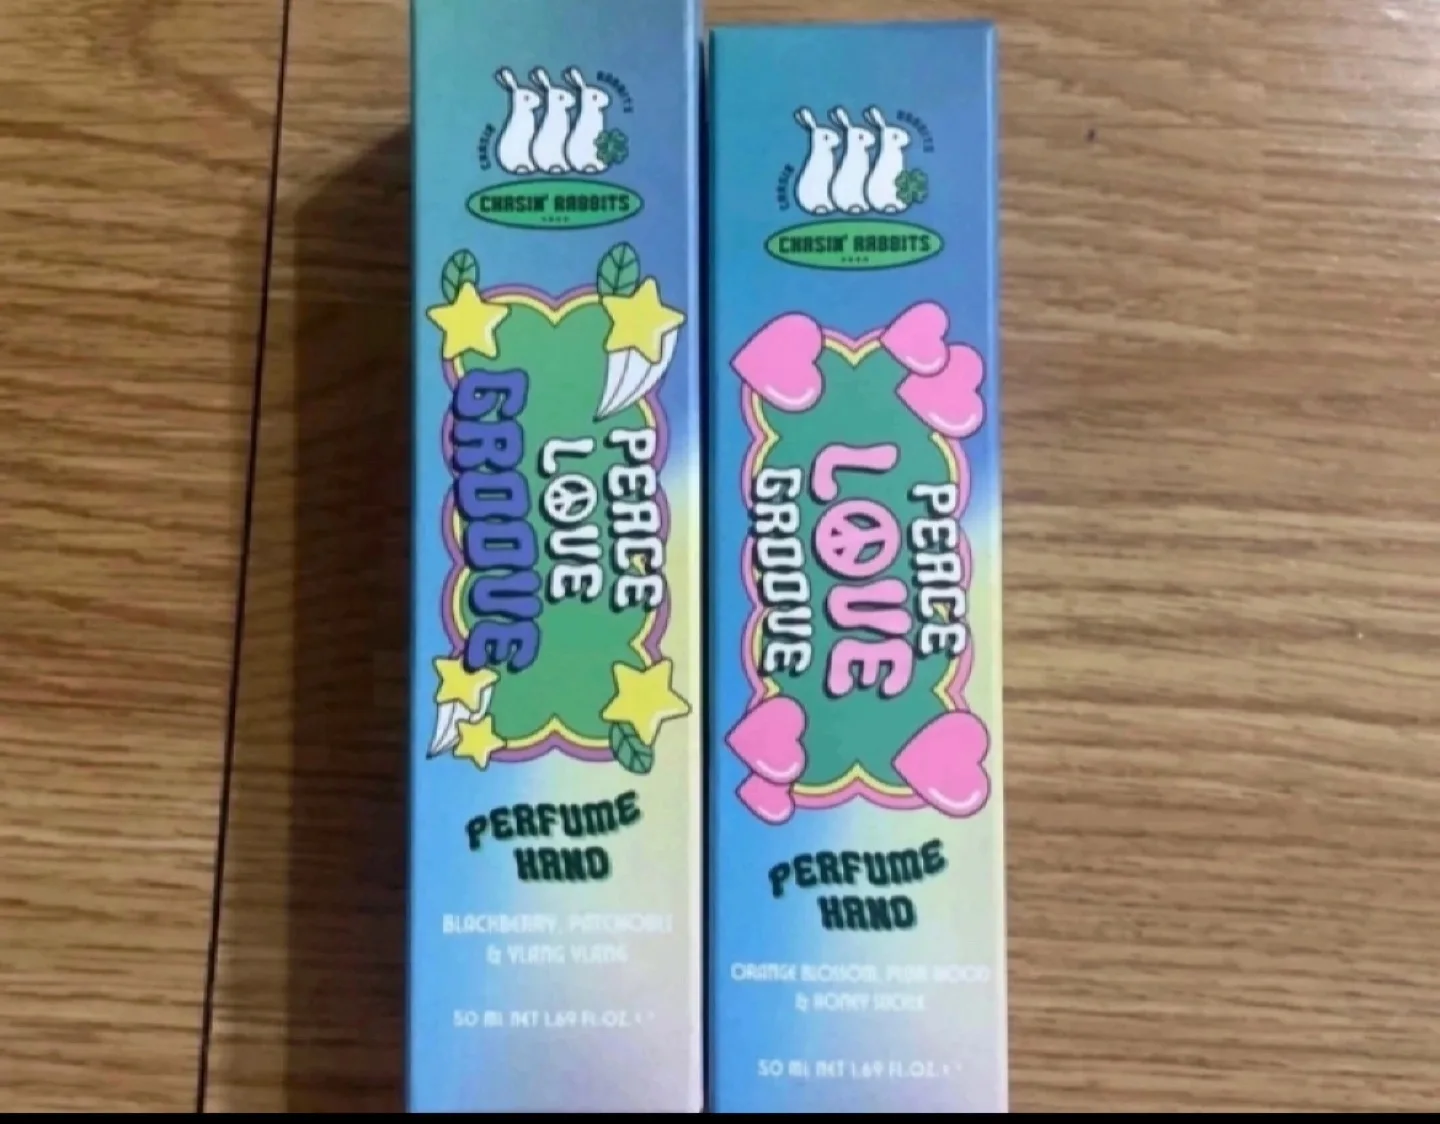 CHASIN' RABBITS
CHASIN' RABBITS
PEACE
LOVE
GROOVE
PERFUME
HAND
BLACKBERRY, PATCHOULI
& YLANG YLANG
50 ML NET 1.69 FL.OZ. ℮
CHASIN' RABBITS
CHASIN' RABBITS
PEACE
LOVE
GROOVE
PERFUME
HAND
ORANGE BLOSSOM, PLUM WOOD
& HONEY SUCKLE
50 ML NET 1.69 FL.OZ. ℮